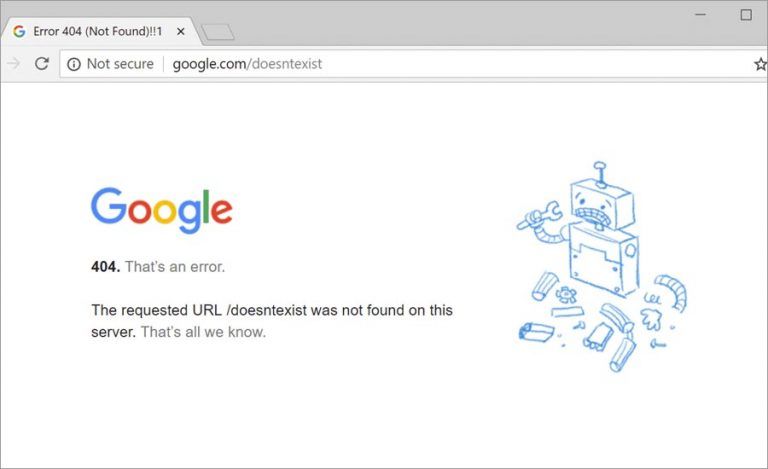 Error 404 (Not Found)!!1
Not secure google.com/doesntexist
Google
404. That's an error.
The requested URL /doesntexist was not found on this
server. That's all we know.